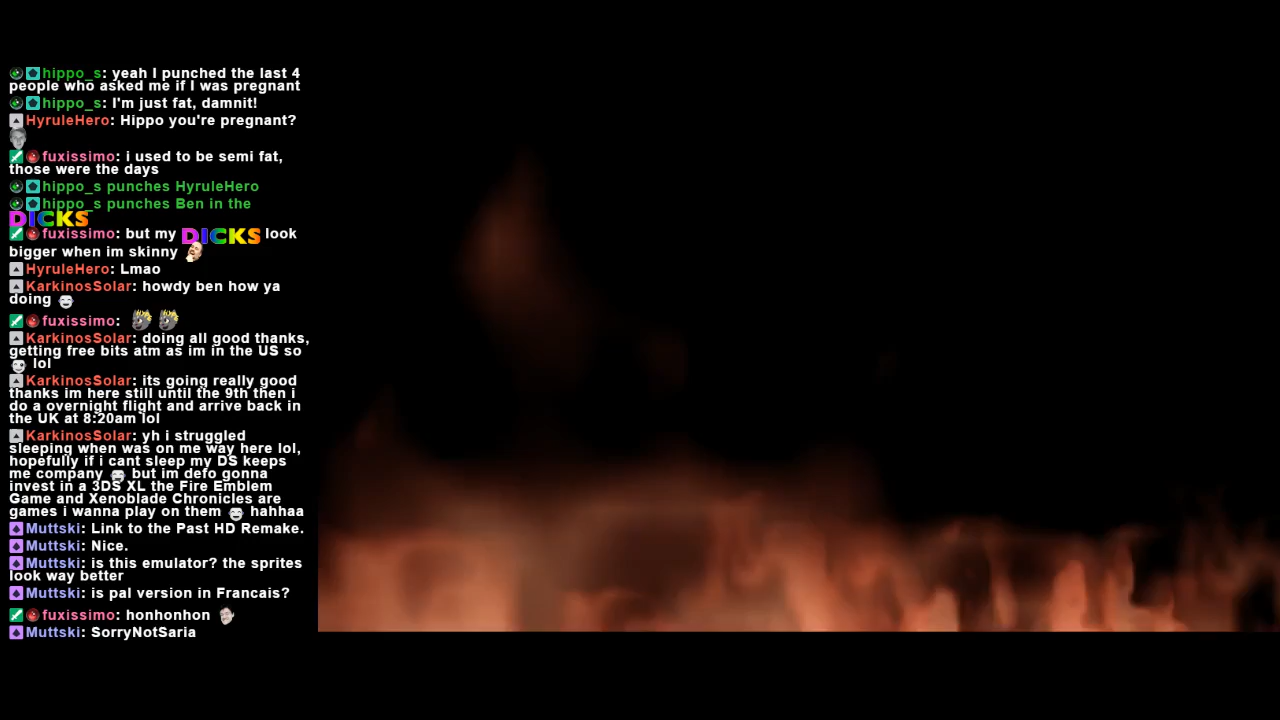 hippo_s: yeah I punched the last 4
people who asked me if I was pregnant
hippo_s: I'm just fat, damnit!
HyruleHero: Hippo you're pregnant?
fuxissimo: i used to be semi fat,
those were the days
hippo_s punches HyruleHero
hippo_s punches Ben in the
DICKS
fuxissimo: but my DICKS look
bigger when im skinny
HyruleHero: Lmao
KarkinosSolar: howdy ben how ya
doing
fuxissimo:
KarkinosSolar: doing all good thanks,
getting free bits atm as im in the US so
lol
KarkinosSolar: its going really good
thanks im here still until the 9th then i
do a overnight flight and arrive back in
the UK at 8:20am lol
KarkinosSolar: yh i struggled
sleeping when was on me way here lol,
hopefully if i cant sleep my DS keeps
me company but im defo gonna
invest in a 3DS XL the Fire Emblem
Game and Xenoblade Chronicles are
games i wanna play on them hahhaa
Muttski: Link to the Past HD Remake.
Muttski: Nice.
Muttski: is this emulator? the sprites
look way better
Muttski: is pal version in Francais?
fuxissimo: honhonhon
Muttski: SorryNotSaria